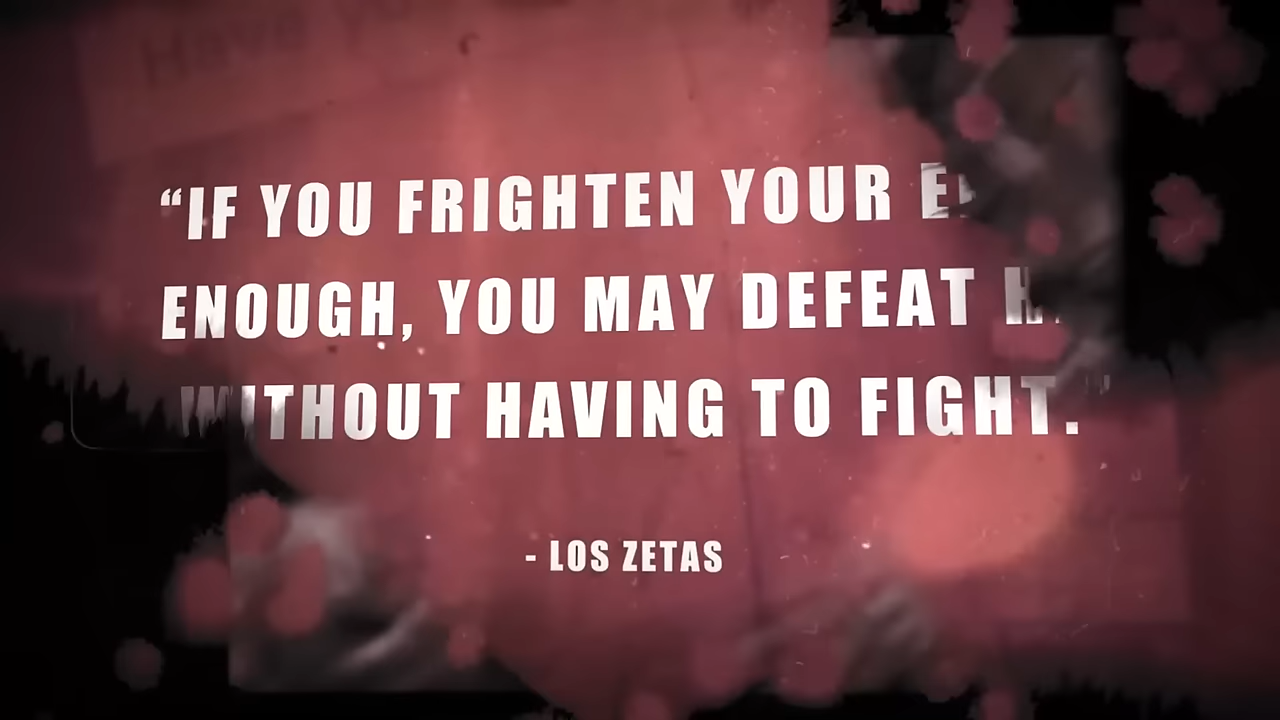 “IF YOU FRIGHTEN YOUR
ENOUGH, YOU MAY DEFEAT
WITHOUT HAVING TO FIGHT.”
- LOS ZETAS